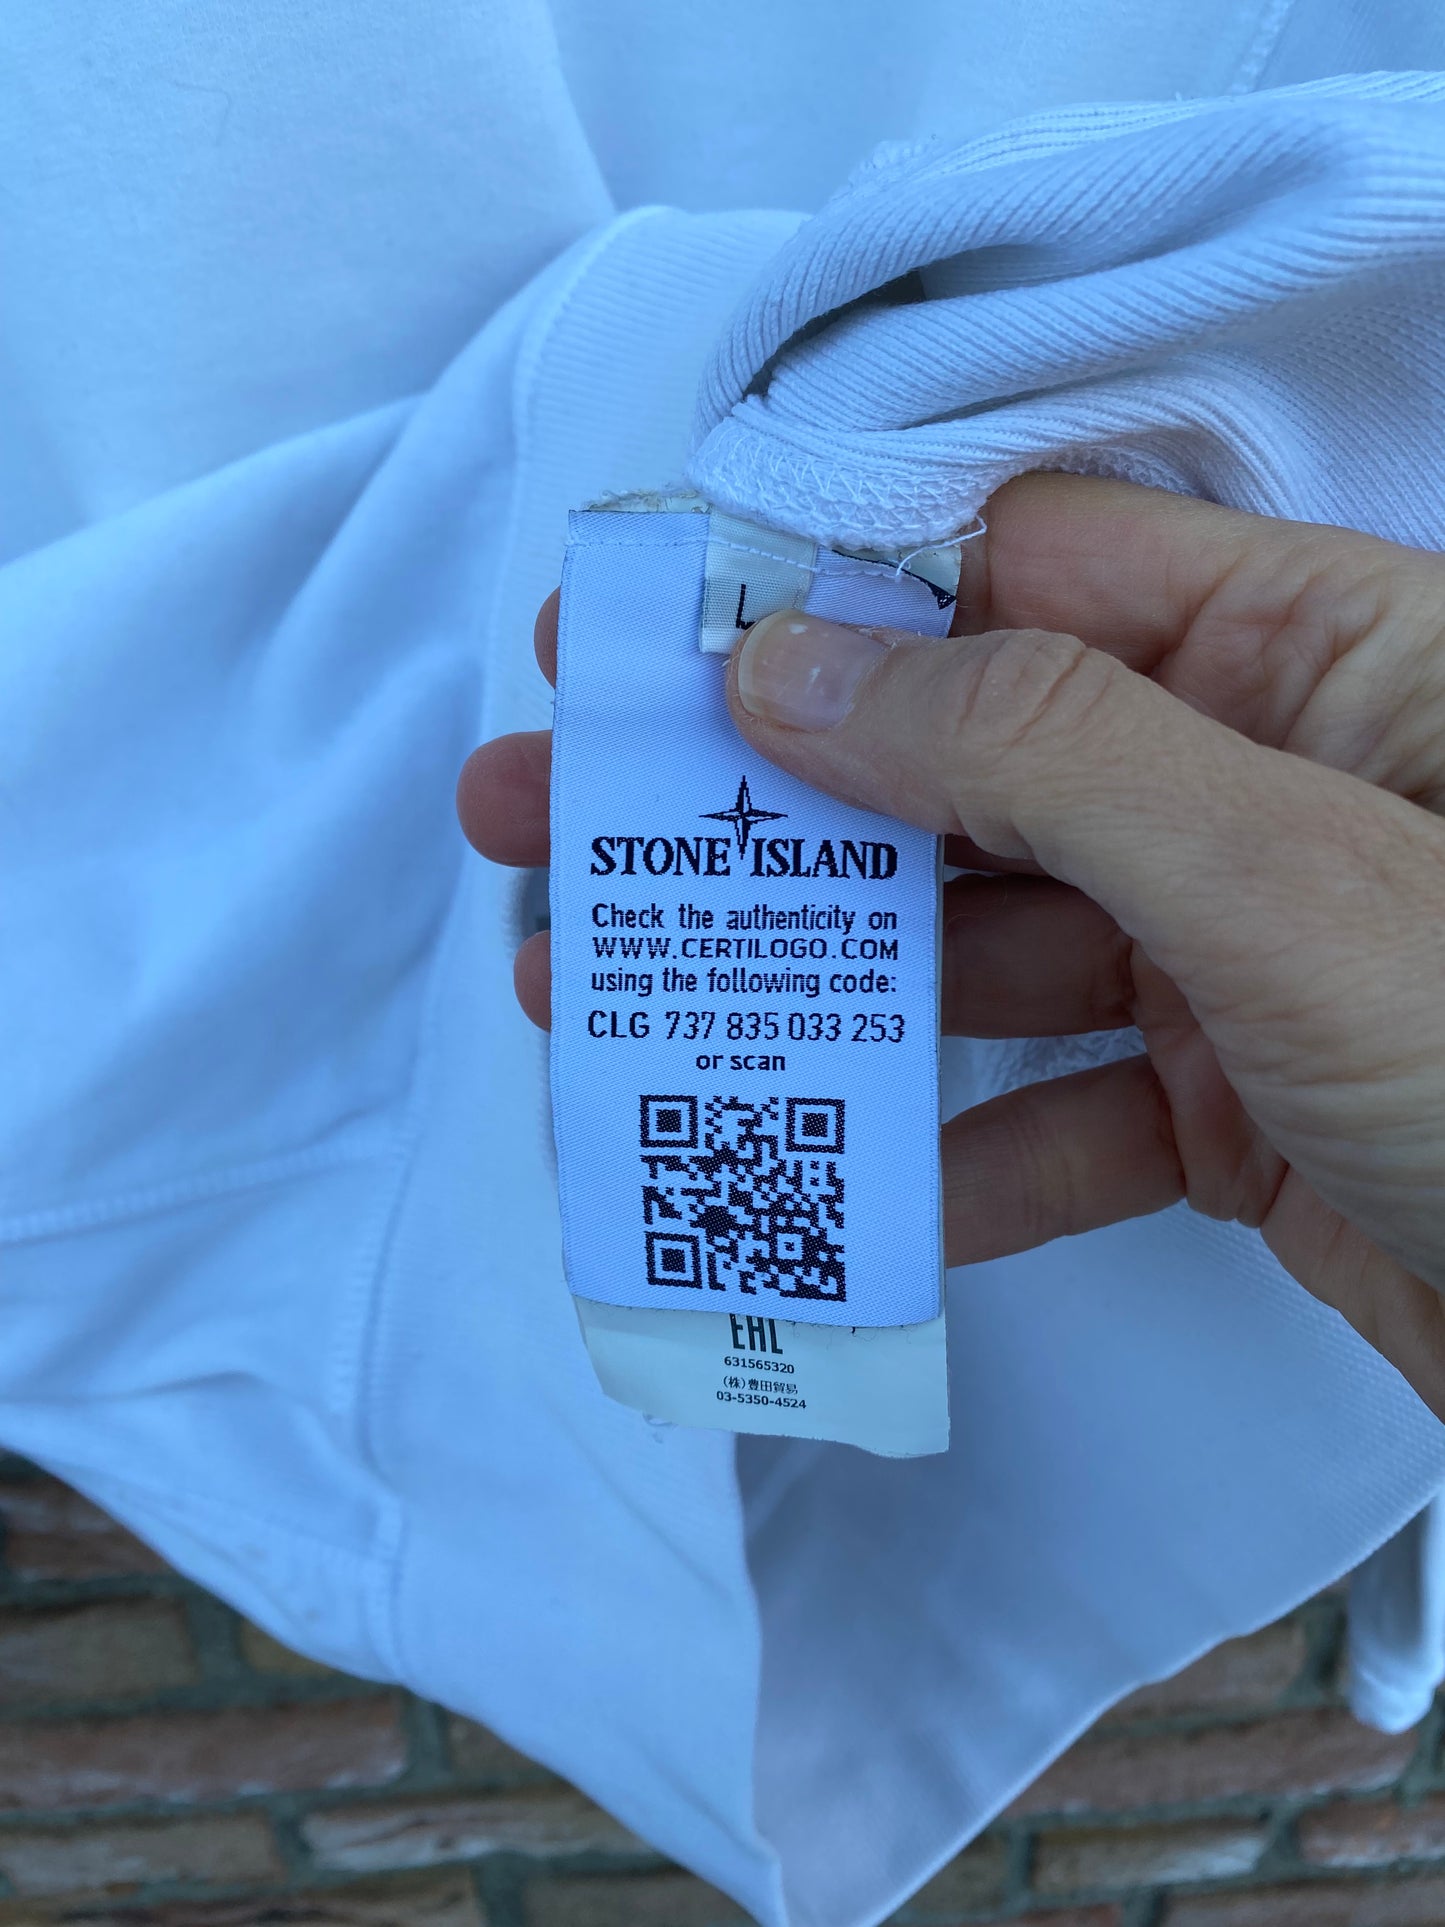 L
STONE ISLAND
Check the authenticity on
WWW.CERTILOGO.COM
using the following code:
CLG 737 835 033 253
or scan
EAC
631565320
(株)豊田貿易
03-5350-4524